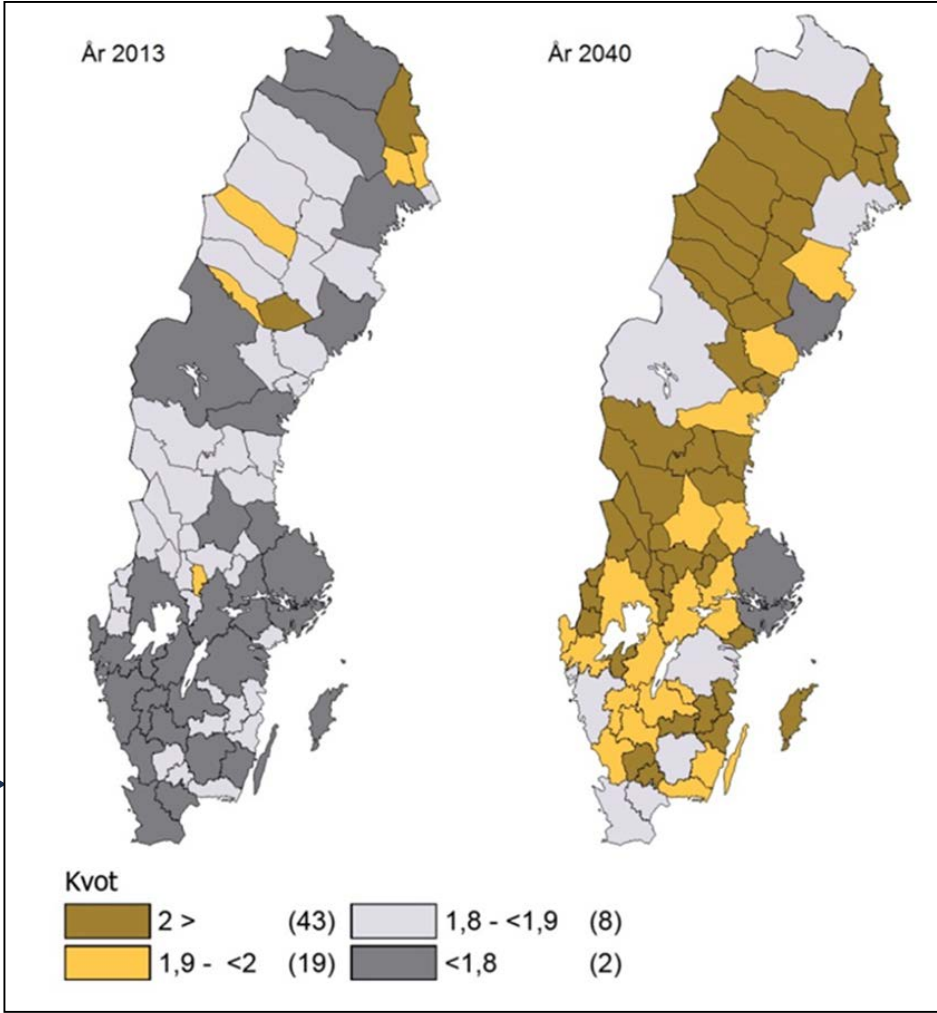 År 2013
År 2040
Kvot
2 > (43) 1,8 - <1,9 (8)
1,9 - <2 (19) <1,8 (2)